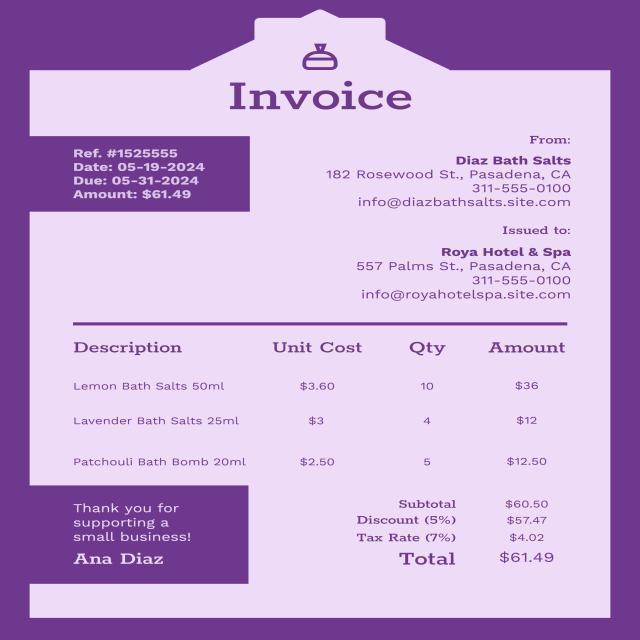 Invoice
Ref. #1525555
Date: 05-19-2024
Due: 05-31-2024
Amount: $61.49
From:
Diaz Bath Salts
182 Rosewood St., Pasadena, CA
311-555-0100
info@diazbathsalts.site.com
Issued to:
Roya Hotel & Spa
557 Palms St., Pasadena, CA
311-555-0100
info@royahotelspa.site.com
Description Unit Cost Qty Amount
Lemon Bath Salts 50ml $3.60 10 $36
Lavender Bath Salts 25ml $3 4 $12
Patchouli Bath Bomb 20ml $2.50 5 $12.50
Subtotal $60.50
Discount (5%) $57.47
Tax Rate (7%) $4.02
Total $61.49
Thank you for
supporting a
small business!
Ana Diaz